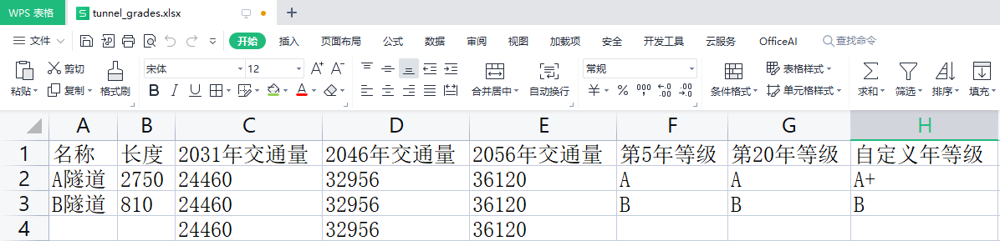 WPS 表格 S tunnel_grades.xlsx +
文件 开始 插入 页面布局 公式 数据 审阅 视图 加载项 安全 开发工具 云服务 OfficeAI 查找命令
粘贴 剪切 复制 格式刷 宋体 12 A+ A- B I U A 合并居中 自动换行 常规 ¥ % 000 ←.0 .00 .00 →.0 条件格式 表格样式 单元格样式 求和 筛选 排序 填充
A B C D E F G H
1 名称 长度 2031年交通量 2046年交通量 2056年交通量 第5年等级 第20年等级 自定义年等级
2 A隧道 2750 24460 32956 36120 A A A+
3 B隧道 810 24460 32956 36120 B B B
4 24460 32956 36120